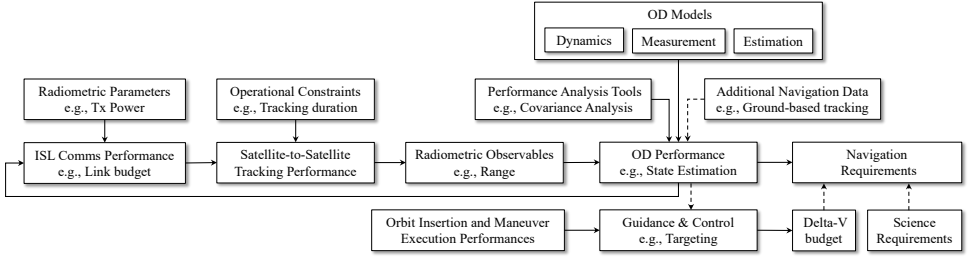 OD Models
Dynamics
Measurement
Estimation
Radiometric Parameters
e.g., Tx Power
Operational Constraints
e.g., Tracking duration
Performance Analysis Tools
e.g., Covariance Analysis
Additional Navigation Data
e.g., Ground-based tracking
ISL Comms Performance
e.g., Link budget
Satellite-to-Satellite
Tracking Performance
Radiometric Observables
e.g., Range
OD Performance
e.g., State Estimation
Navigation
Requirements
Orbit Insertion and Maneuver
Execution Performances
Guidance & Control
e.g., Targeting
Delta-V
budget
Science
Requirements